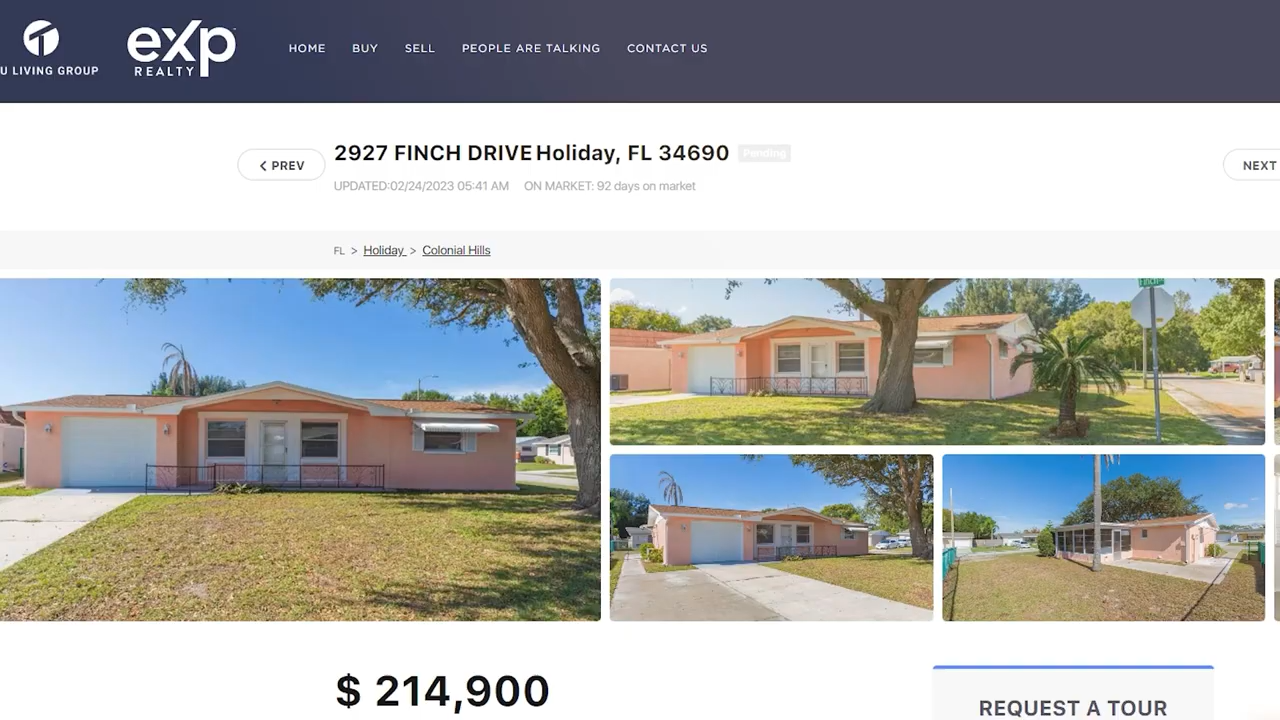 U LIVING GROUP
eXp
REALTY
HOME
BUY
SELL
PEOPLE ARE TALKING
CONTACT US
PREV
2927 FINCH DRIVE Holiday, FL 34690
Pending
NEXT
UPDATED:02/24/2023 05:41 AM
ON MARKET: 92 days on market
FL > Holiday > Colonial Hills
$ 214,900
REQUEST A TOUR